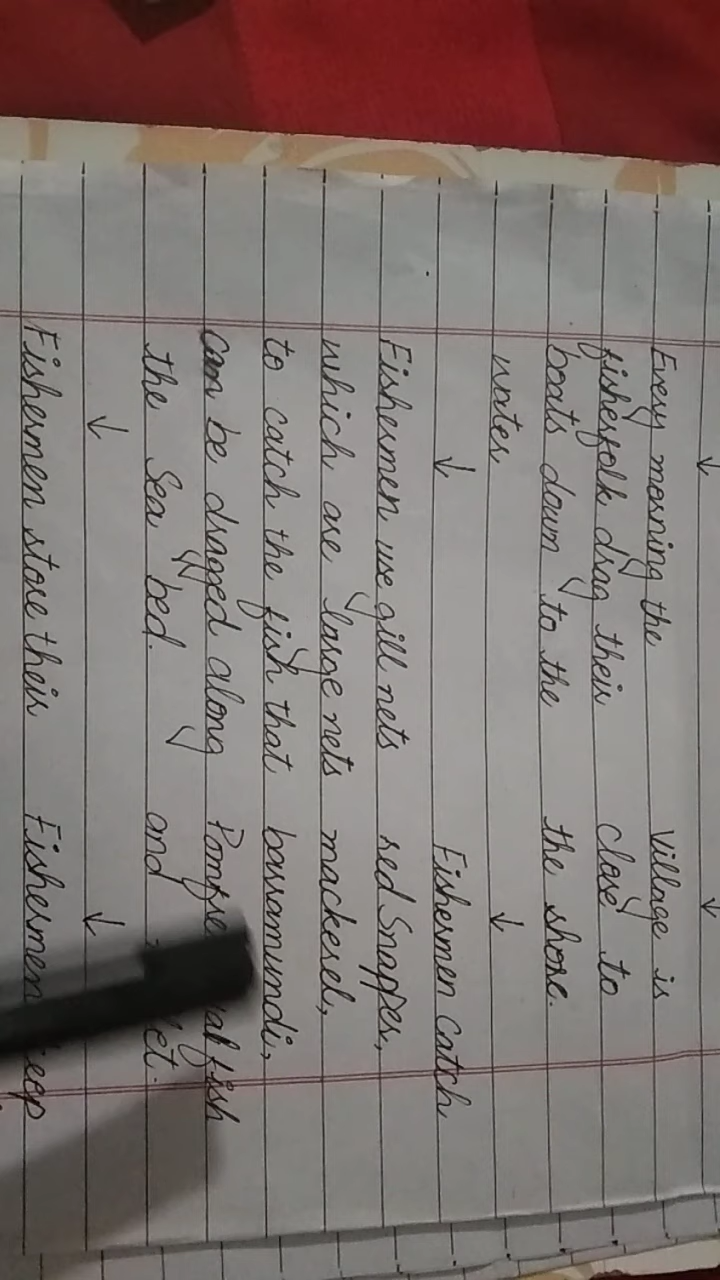 Every morning the
fisherfolk drag their
boats down to the
water
Fishermen use gill nets
which are large nets
to catch the fish that
can be draged along
the Sea bed.
Fishermen store their
Village is
close to
the shore.
Fishermen Catch
red Snapper,
mackerel,
barramundi,
fish
and
Fishermen